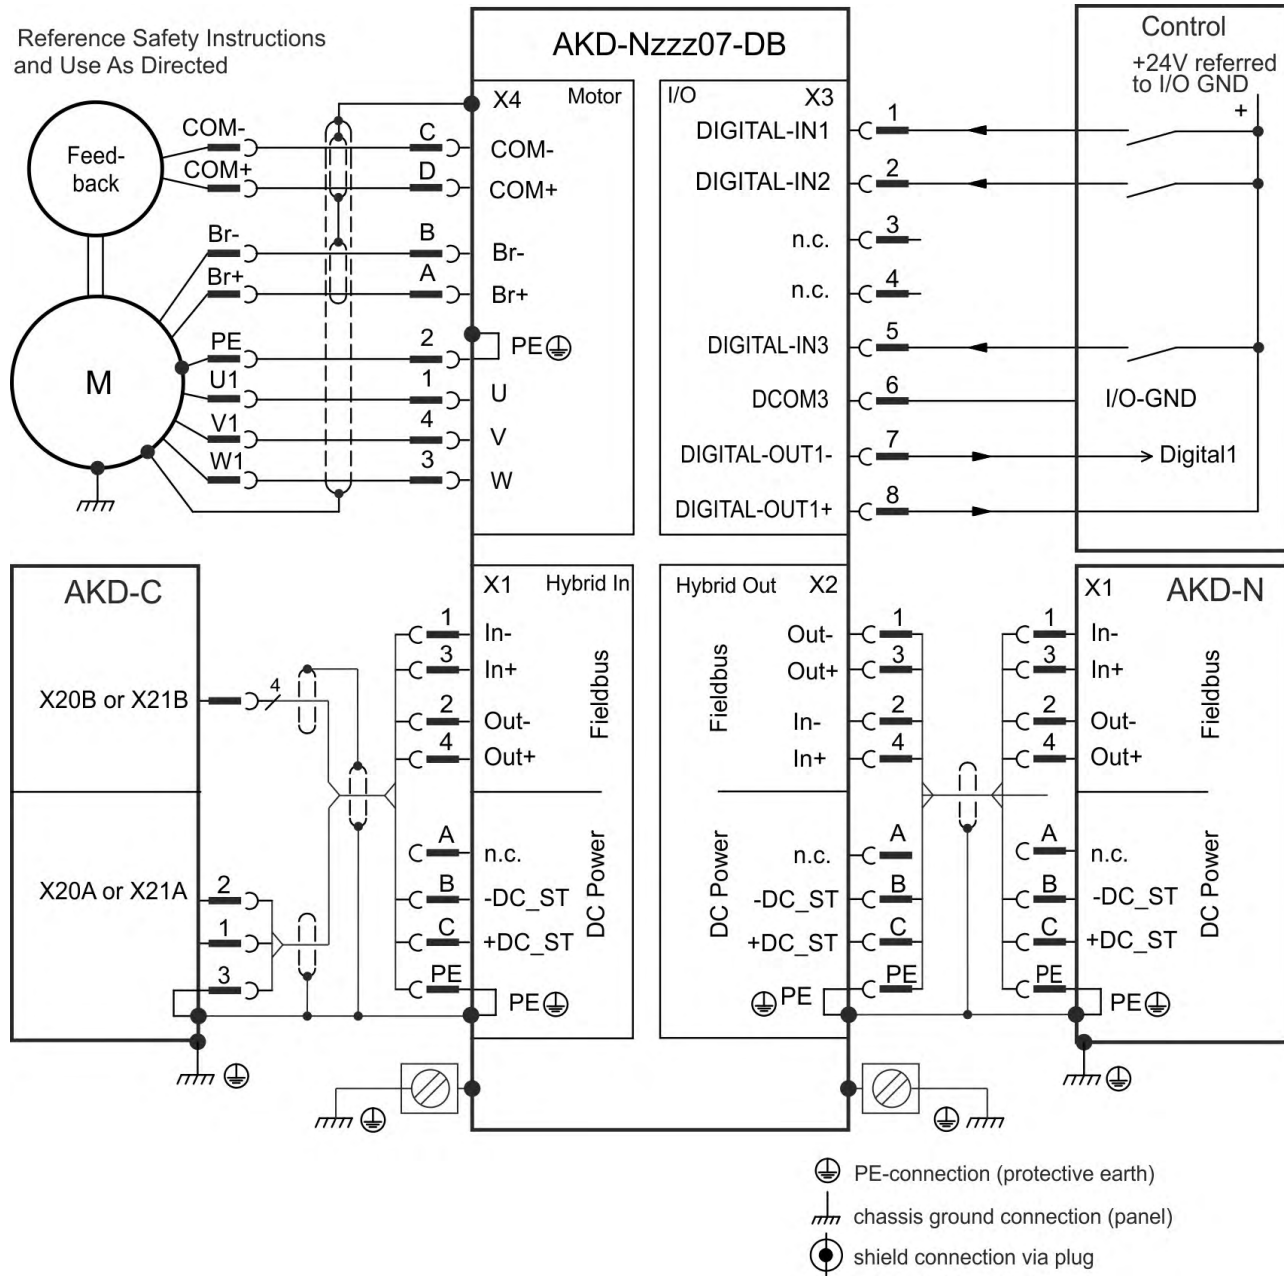 Reference Safety Instructions
and Use As Directed
AKD-Nzzz07-DB
Control
+24V referred
to I/O GND
+
Feed-
back
M
COM-
COM+
Br-
Br+
PE
U1
V1
W1
C
D
B
A
2
1
4
3
X4 Motor
COM-
COM+
Br-
Br+
PE
U
V
W
I/O X3
DIGITAL-IN1
DIGITAL-IN2
n.c.
n.c.
DIGITAL-IN3
DCOM3
DIGITAL-OUT1-
DIGITAL-OUT1+
1
2
3
4
5
6
7
8
I/O-GND
Digital1
AKD-C
X20B or X21B
4
X20A or X21A
2
1
3
1
3
2
4
A
B
C
PE
X1 Hybrid In
In-
In+
Out-
Out+
Fieldbus
n.c.
-DC_ST
+DC_ST
DC Power
PE
Hybrid Out X2
Out-
Out+
In-
In+
Fieldbus
n.c.
-DC_ST
+DC_ST
DC Power
PE
1
3
2
4
A
B
C
PE
1
3
2
4
A
B
C
PE
X1 AKD-N
In-
In+
Out-
Out+
Fieldbus
n.c.
-DC_ST
+DC_ST
DC Power
PE
PE-connection (protective earth)
chassis ground connection (panel)
shield connection via plug